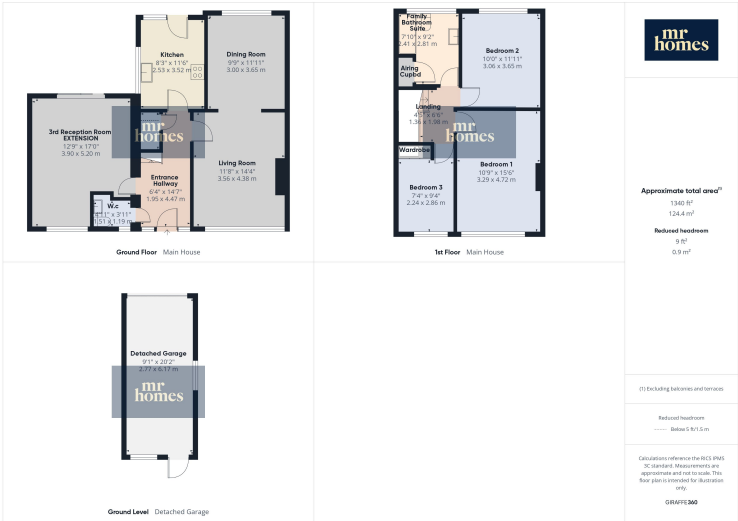 Kitchen
8'3" x 11'6"
2.53 x 3.52 m
Dining Room
9'9" x 11'11"
3.00 x 3.65 m
3rd Reception Room
EXTENSION
12'9" x 17'0"
3.90 x 5.20 m
mr
homes
Living Room
11'8" x 14'4"
3.56 x 4.38 m
Entrance
Hallway
6'4" x 14'7"
1.95 x 4.47 m
W.c
4'11" x 3'11"
1.51 x 1.19 m
Ground Floor Main House
Family
Bathroom
Suite
7'10" x 9'2"
2.41 x 2.81 m
Bedroom 2
10'0" x 11'11"
3.06 x 3.65 m
Airing
Cupbd
Landing
4'5" x 6'6"
1.36 x 1.98 m
mr
homes
Wardrobe
Bedroom 1
10'9" x 15'6"
3.29 x 4.72 m
Bedroom 3
7'4" x 9'4"
2.24 x 2.86 m
1st Floor Main House
Detached Garage
9'1" x 20'2"
2.77 x 6.17 m
mr
homes
Ground Level Detached Garage
mr
homes
Approximate total area(1)
1340 ft²
124.4 m²
Reduced headroom
9 ft²
0.9 m²
(1) Excluding balconies and terraces
Reduced headroom
Below 5 ft/1.5 m
Calculations reference the RICS IPMS
3C standard. Measurements are
approximate and not to scale. This
floor plan is intended for illustration
only.
GIRAFFE360